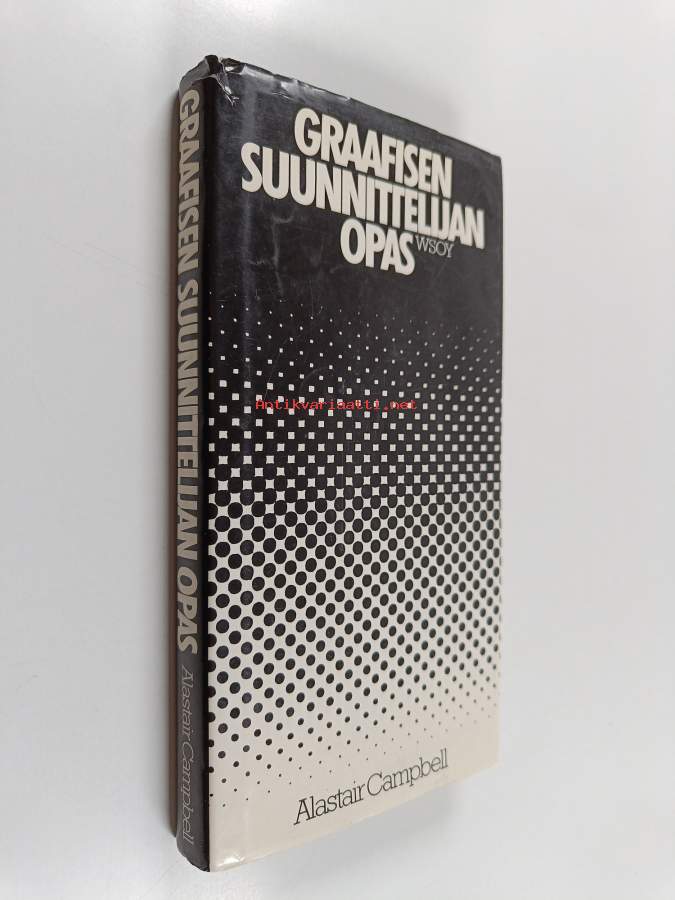 GRAAFISEN
SUUNNITTELIJAN
OPAS WSOY
Antikvariaatti.net
Alastair Campbell
GRAAFISEN SUUNNITTELIJAN OPAS Alastair Campbell